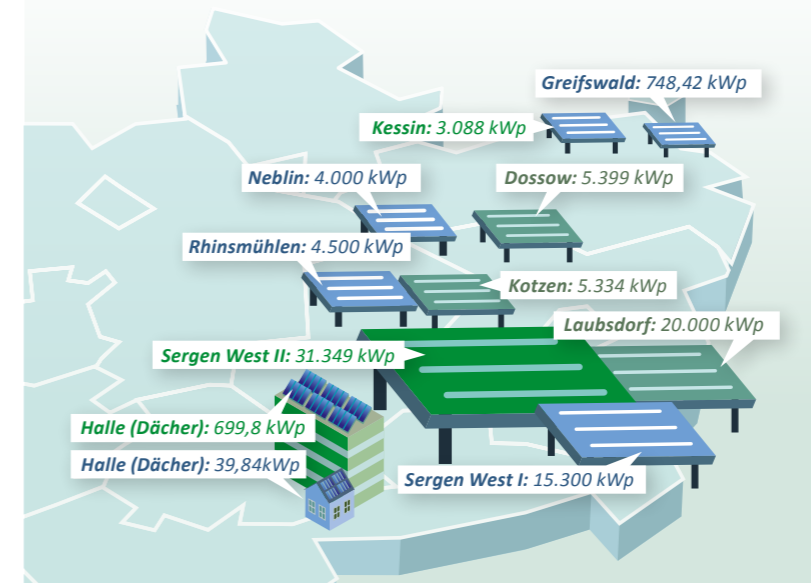 Greifswald: 748,42 kWp
Kessin: 3.088 kWp
Neblin: 4.000 kWp
Dossow: 5.399 kWp
Rhinsmühlen: 4.500 kWp
Kotzen: 5.334 kWp
Laubsdorf: 20.000 kWp
Sergen West II: 31.349 kWp
Halle (Dächer): 699,8 kWp
Halle (Dächer): 39,84kWp
Sergen West I: 15.300 kWp